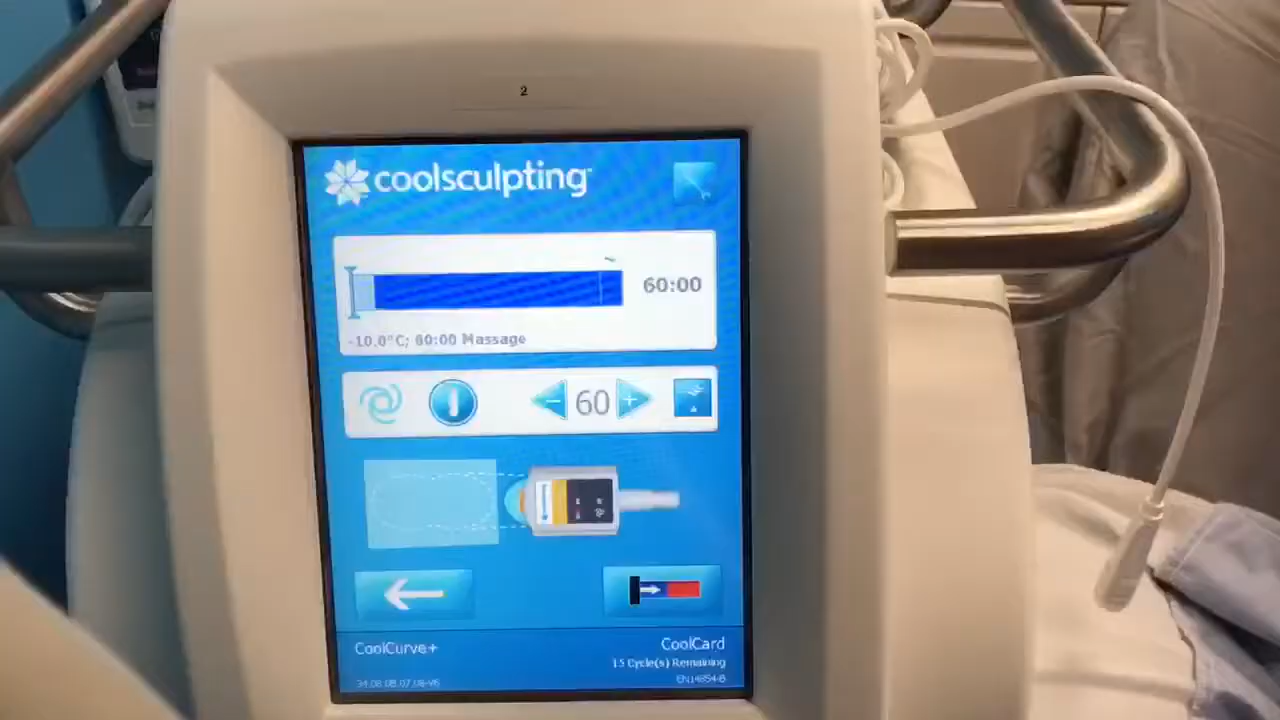 2
coolsculpting
60:00
-10.0°C; 60:00 Massage
60
CoolCurve+
CoolCard
15 Cycle(s) Remaining